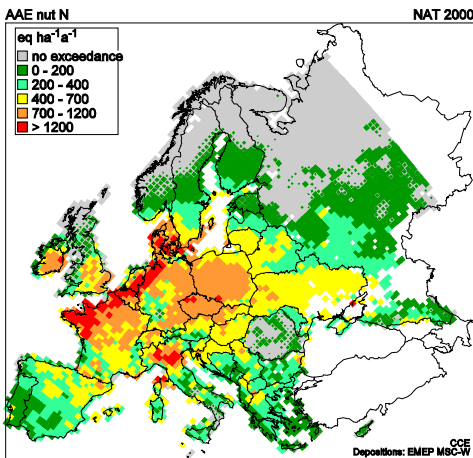 AAE nut N
NAT 2000
eq ha⁻¹a⁻¹
no exceedance
0 - 200
200 - 400
400 - 700
700 - 1200
> 1200
CCE
Depositions: EMEP MSC-W